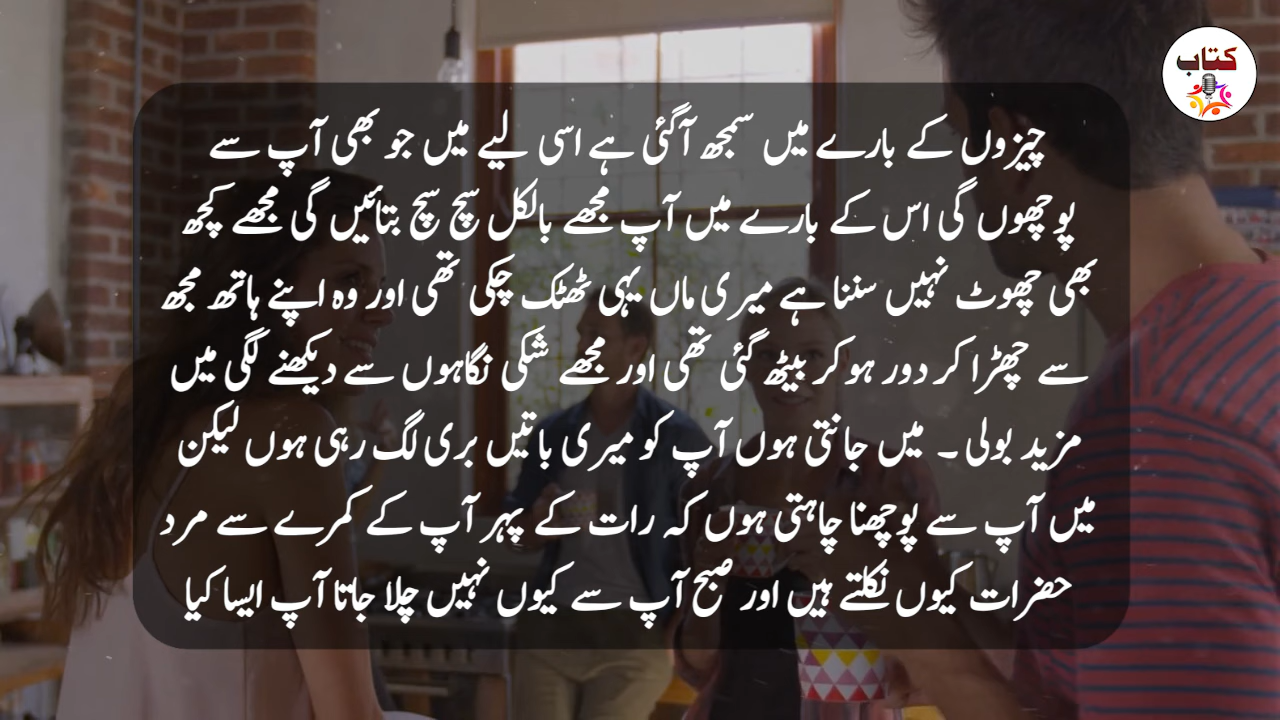 کتاب
چیزوں کے بارے میں سمجھ آگئی ہے اسی لیے میں جو بھی آپ سے
پوچھوں گی اس کے بارے میں آپ مجھے بالکل سچ سچ بتائیں گی مجھے کچھ
بھی جھوٹ نہیں سننا ہے میری ماں یہی ٹھٹک چکی تھی اور وہ اپنے ہاتھ مجھ
سے چھڑا کر دور ہو کر بیٹھ گئی تھی اور مجھے شکی نگاہوں سے دیکھنے لگی میں
مزید بولی۔ میں جانتی ہوں آپ کو میری باتیں بری لگ رہی ہوں لیکن
میں آپ سے پوچھنا چاہتی ہوں کہ رات کے پہر آپ کے کمرے سے مرد
حضرات کیوں نکلتے ہیں اور صبح آپ سے کیوں نہیں چلا جاتا آپ ایسا کیا